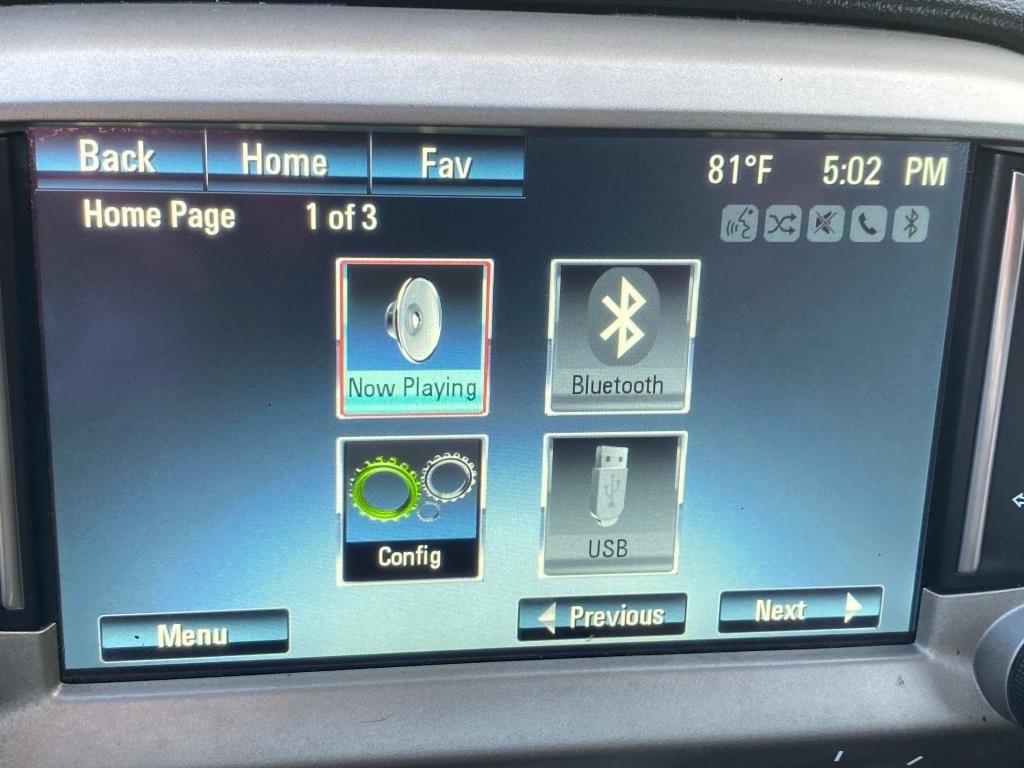 Back Home Fav 81°F 5:02 PM
Home Page 1 of 3
Now Playing Bluetooth
Config USB
Menu Previous Next